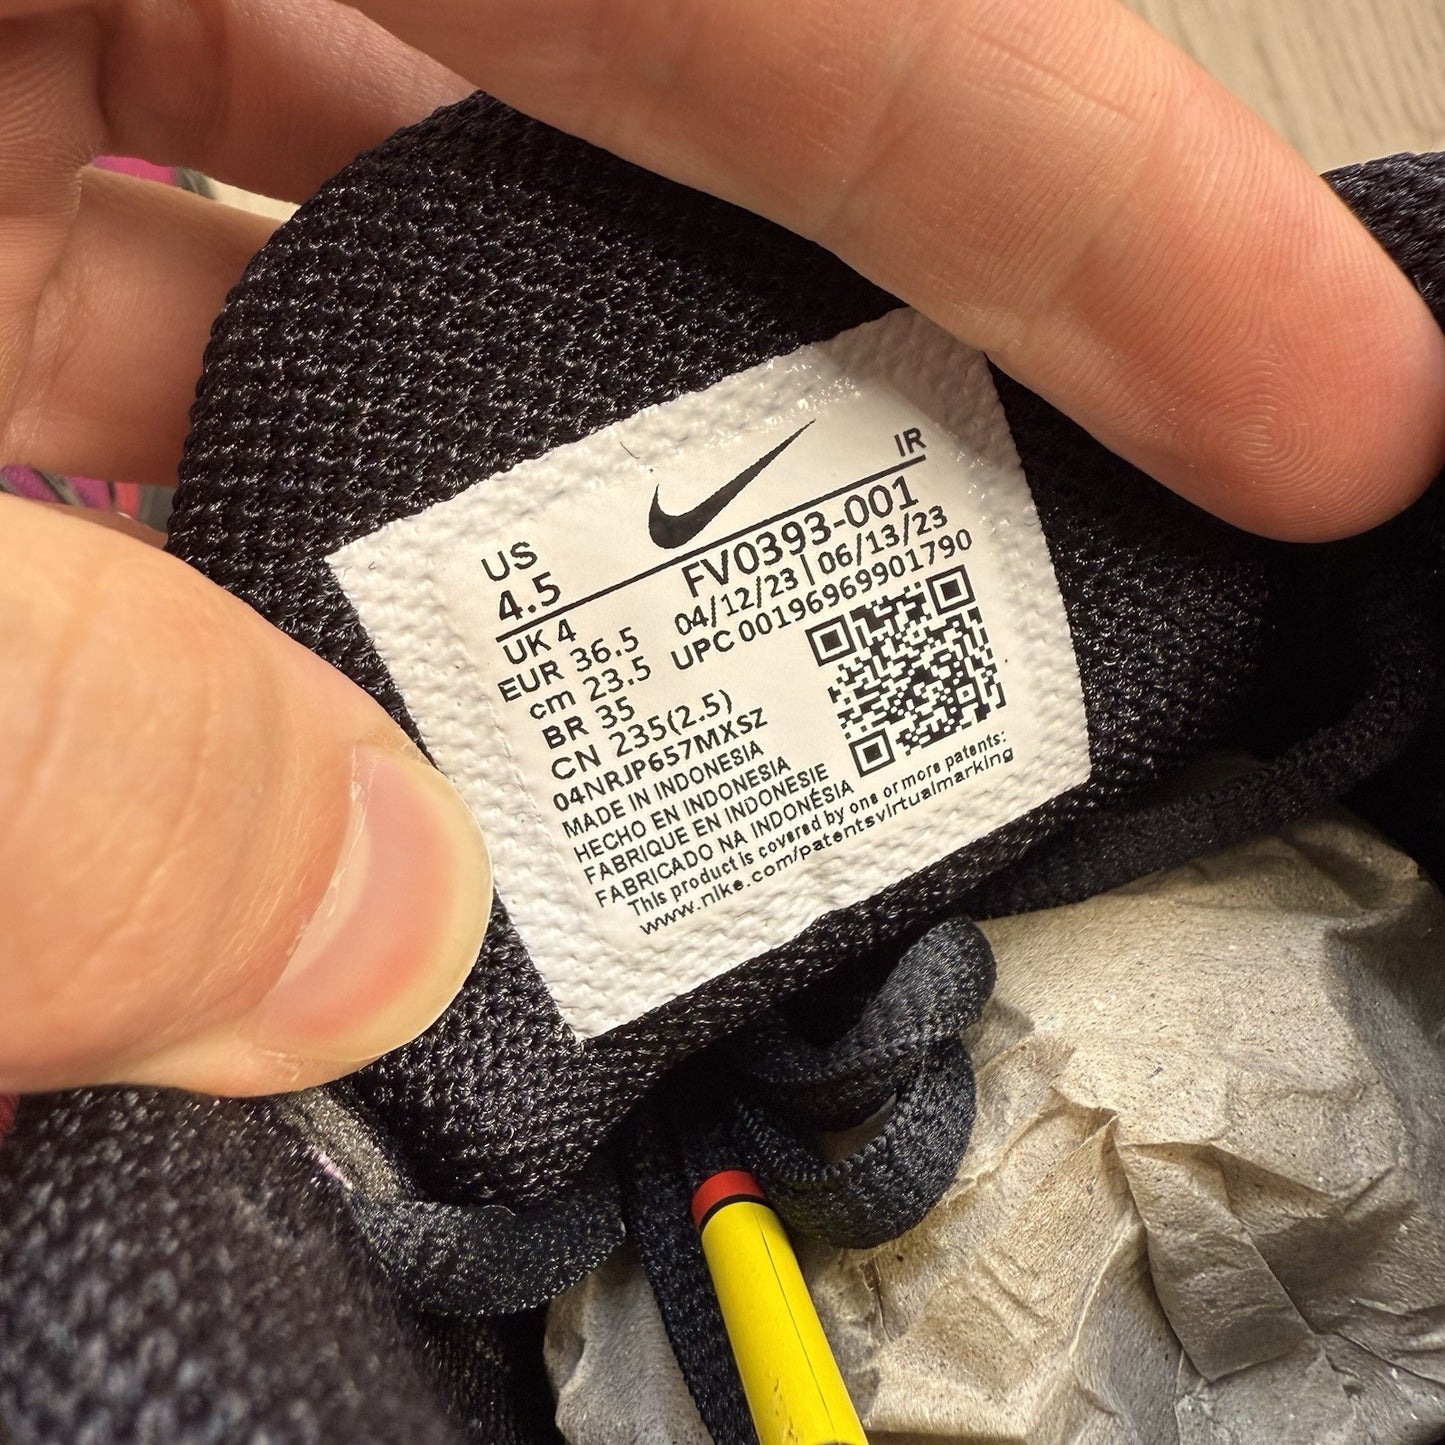 IR
US
4.5
FV0393-001
04/12/23 | 06/13/23
UPC 00196969901790
UK 4
EUR 36.5
cm 23.5
BR 35
CN 235(2.5)
04NRJP657MXSZ
MADE IN INDONESIA
HECHO EN INDONESIA
FABRIQUE EN INDONESIE
FABRICADO NA INDONÉSIA
This product is covered by one or more patents:
www.nike.com/patentsvirtualmarking